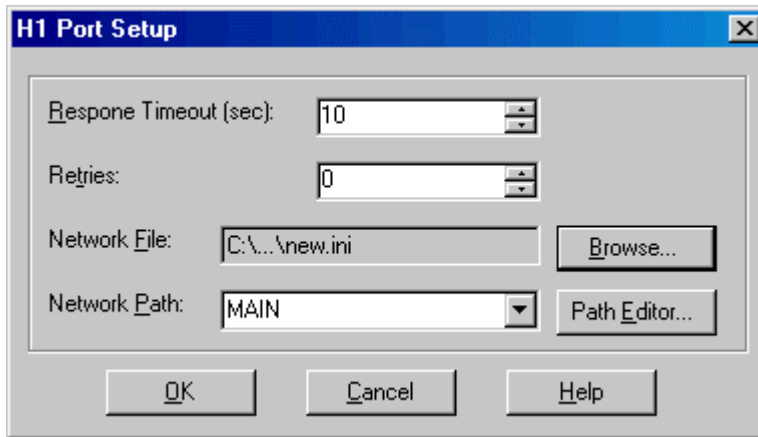 H1 Port Setup
Respone Timeout (sec): 10
Retries: 0
Network File: C:\...\new.ini Browse...
Network Path: MAIN Path Editor...
OK Cancel Help